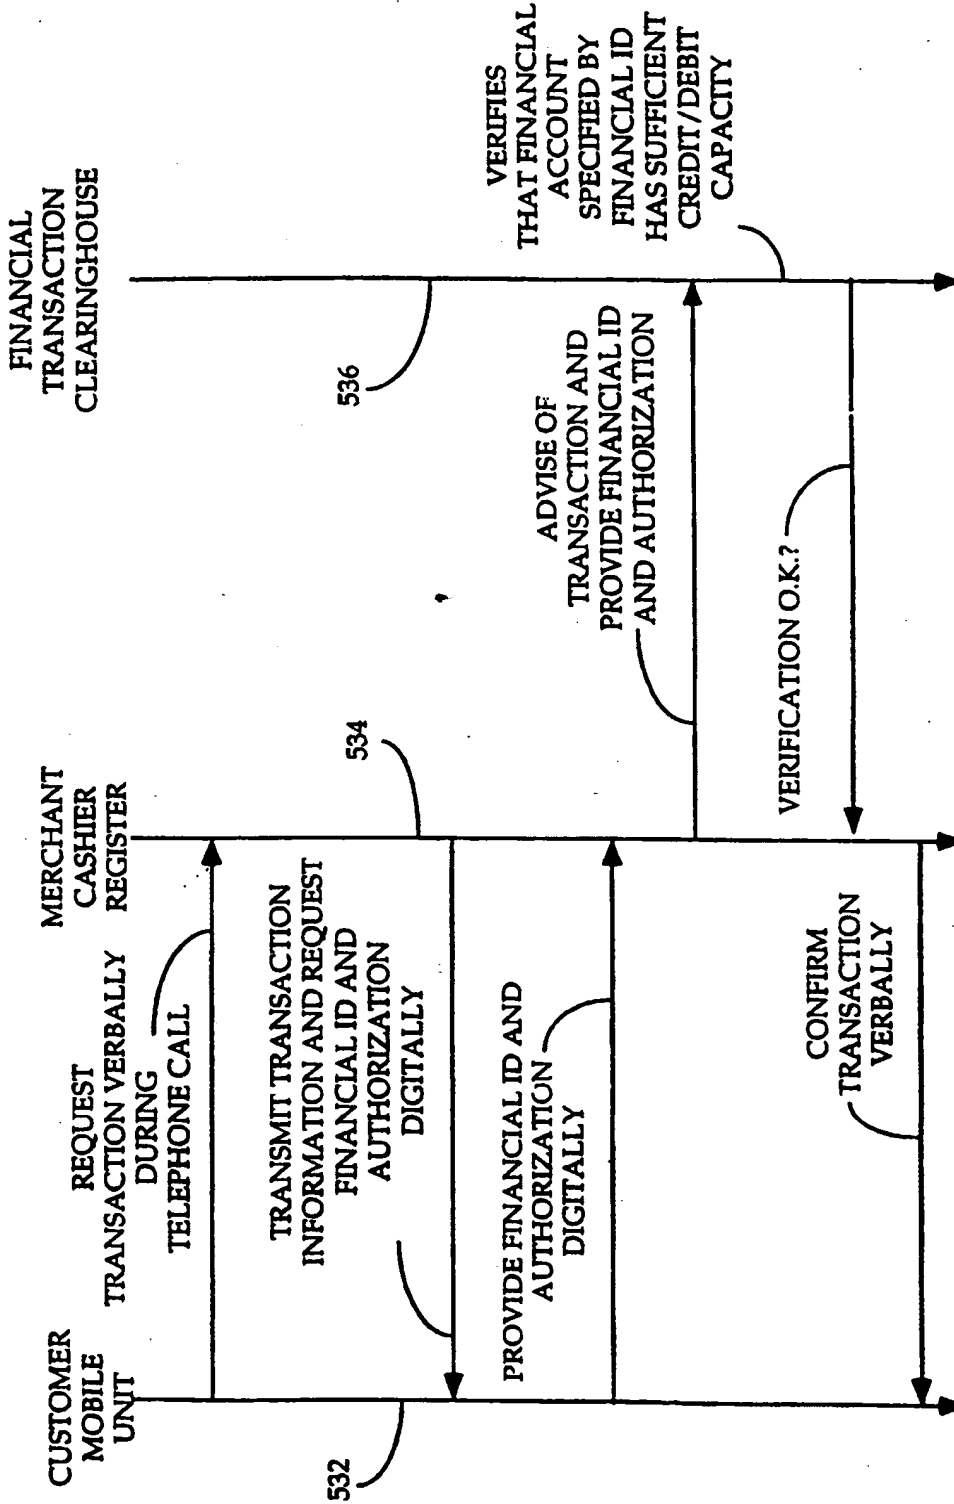 CUSTOMER
MOBILE
UNIT
REQUEST
TRANSACTION VERBALLY
DURING
TELEPHONE CALL
MERCHANT
CASHIER
REGISTER
FINANCIAL
TRANSACTION
CLEARINGHOUSE
532
534
536
TRANSMIT TRANSACTION
INFORMATION AND REQUEST
FINANCIAL ID AND
AUTHORIZATION
DIGITALLY
PROVIDE FINANCIAL ID AND
AUTHORIZATION
DIGITALLY
ADVISE OF
TRANSACTION AND
PROVIDE FINANCIAL ID
AND AUTHORIZATION
VERIFIES
THAT FINANCIAL
ACCOUNT
SPECIFIED BY
FINANCIAL ID
HAS SUFFICIENT
CREDIT/DEBIT
CAPACITY
VERIFICATION O.K.?
CONFIRM
TRANSACTION
VERBALLY